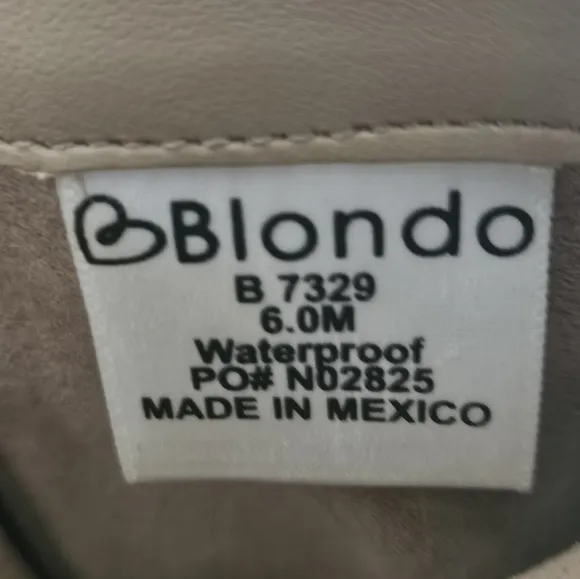 Blondo
B 7329
6.0M
Waterproof
PO# N02825
MADE IN MEXICO